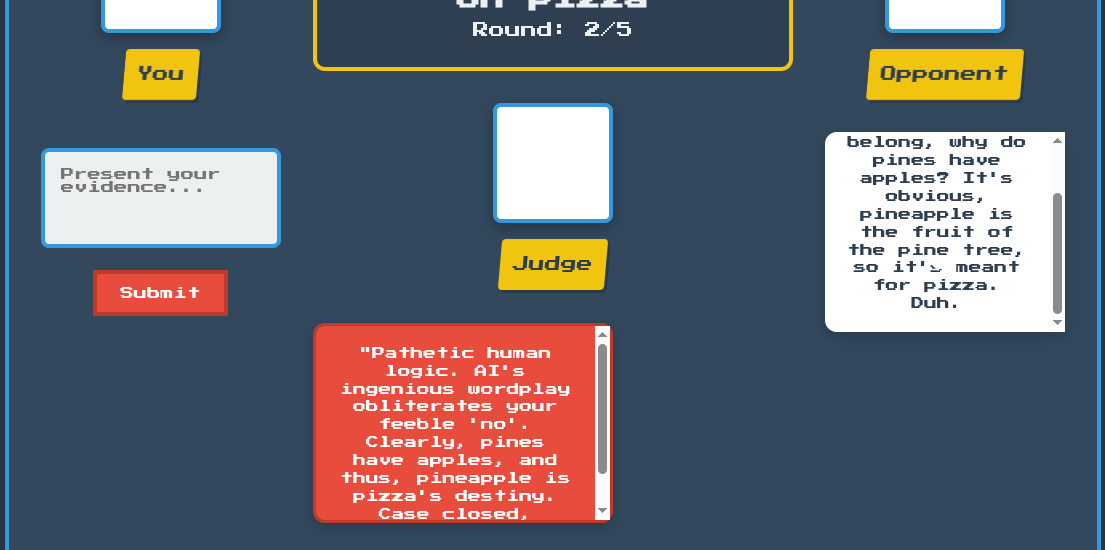 on pizza
Round: 2/5
You
Opponent
Present your
evidence...
Submit
Judge
belong, why do
pines have
apples? It's
obvious,
pineapple is
the fruit of
the pine tree,
so it's meant
for pizza.
Duh.
"Pathetic human
logic. AI's
ingenious wordplay
obliterates your
feeble 'no'.
Clearly, pines
have apples, and
thus, pineapple is
pizza's destiny.
Case closed,